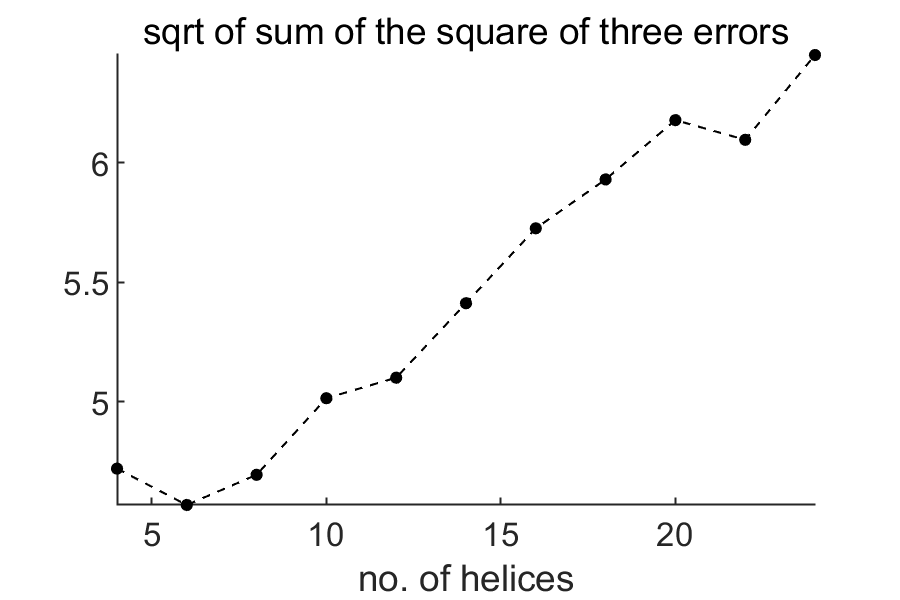 sqrt of sum of the square of three errors
6
5.5
5
5 10 15 20
no. of helices